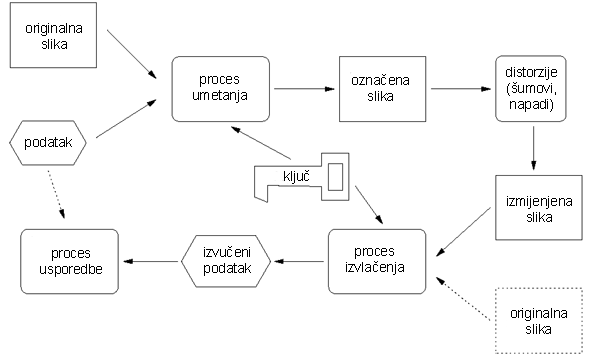 originalna
slika
proces
umetanja
označena
slika
distorzije
(šumovi,
napadi)
podatak
ključ
izmijenjena
slika
proces
usporedbe
izvučeni
podatak
proces
izvlačenja
originalna
slika